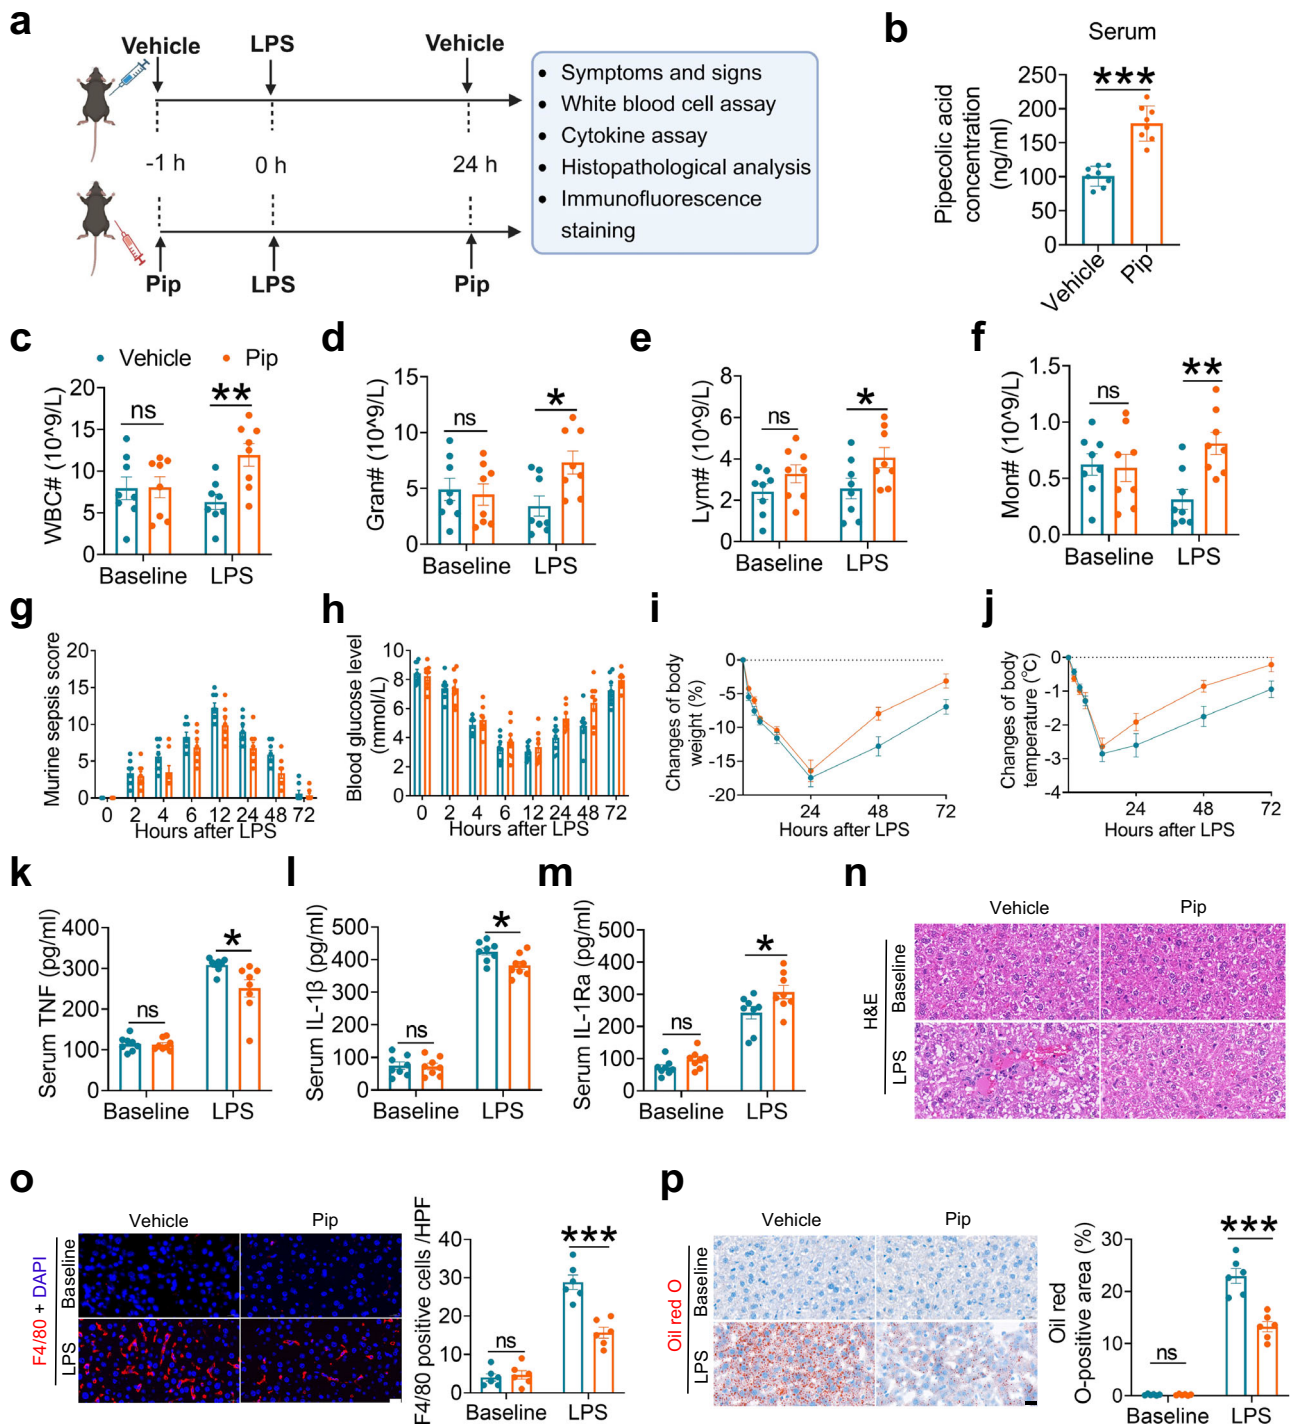 a
Vehicle
LPS
Vehicle
-1 h
0 h
24 h
Pip
LPS
Pip
• Symptoms and signs
• White blood cell assay
• Cytokine assay
• Histopathological analysis
• Immunofluorescence
staining
b
Serum
***
Pipecolic acid
concentration
(ng/ml)
250
200
150
100
50
0
Vehicle
Pip
c
Vehicle
Pip
WBC# (10^9/L)
20
15
10
5
0
ns
**
Baseline
LPS
d
Gran# (10^9/L)
15
10
5
0
ns
*
Baseline
LPS
e
Lym# (10^9/L)
8
6
4
2
0
ns
*
Baseline
LPS
f
Mon# (10^9/L)
1.5
1.0
0.5
0.0
ns
**
Baseline
LPS
g
Murine sepsis score
20
15
10
5
0
0 2 4 6 12 24 48 72
Hours after LPS
h
Blood glucose level
(mmol/L)
10
8
6
4
2
0
0 2 4 6 12 24 48 72
Hours after LPS
i
Changes of body
weight (%)
0
-5
-10
-15
-20
24 48 72
Hours after LPS
j
Changes of body
temperature (°C)
0
-1
-2
-3
-4
24 48 72
Hours after LPS
k
Serum TNF (pg/ml)
400
300
200
100
0
ns
*
Baseline
LPS
l
Serum IL-1β (pg/ml)
500
400
300
200
100
0
ns
*
Baseline
LPS
m
Serum IL-1Ra (pg/ml)
500
400
300
200
100
0
ns
*
Baseline
LPS
n
Vehicle
Pip
H&E
Baseline
LPS
o
Vehicle
Pip
F4/80 + DAPI
Baseline
LPS
F4/80 positive cells /HPF
40
30
20
10
0
ns
***
Baseline
LPS
p
Vehicle
Pip
Oil red O
Baseline
LPS
Oil red
O-positive area (%)
30
20
10
0
ns
***
Baseline
LPS